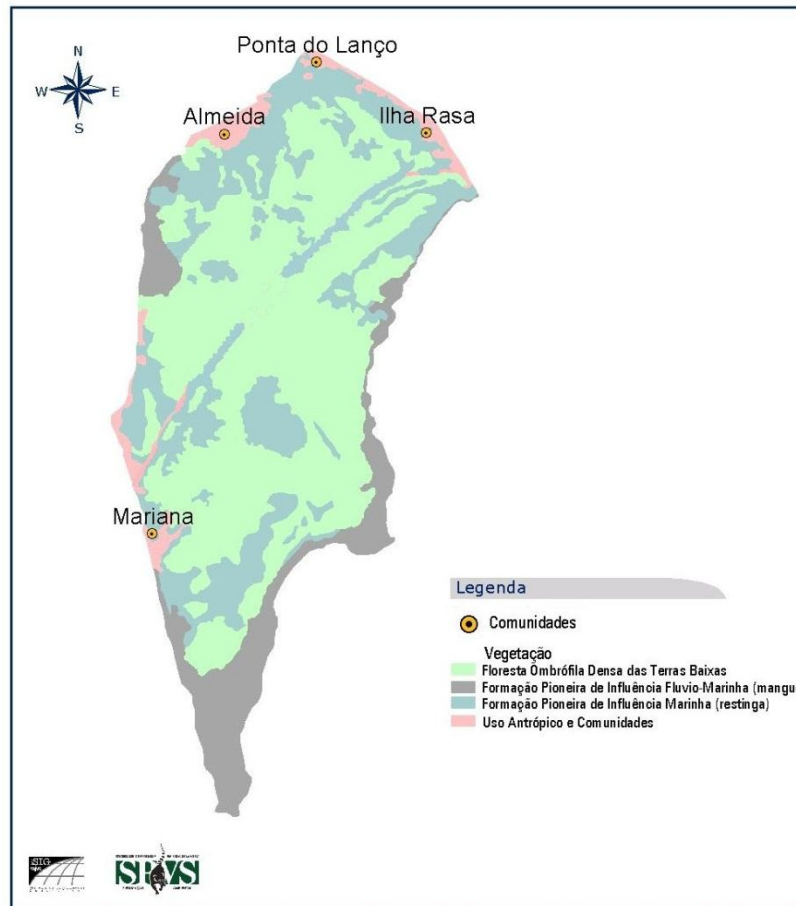 N
W E
S
Ponta do Lanço
Almeida
Ilha Rasa
Mariana
Legenda
Comunidades
Vegetação
Floresta Ombrófila Densa das Terras Baixas
Formação Pioneira de Influência Fluvio-Marinha (mangu
Formação Pioneira de Influência Marinha (restinga)
Uso Antrópico e Comunidades
SPVS